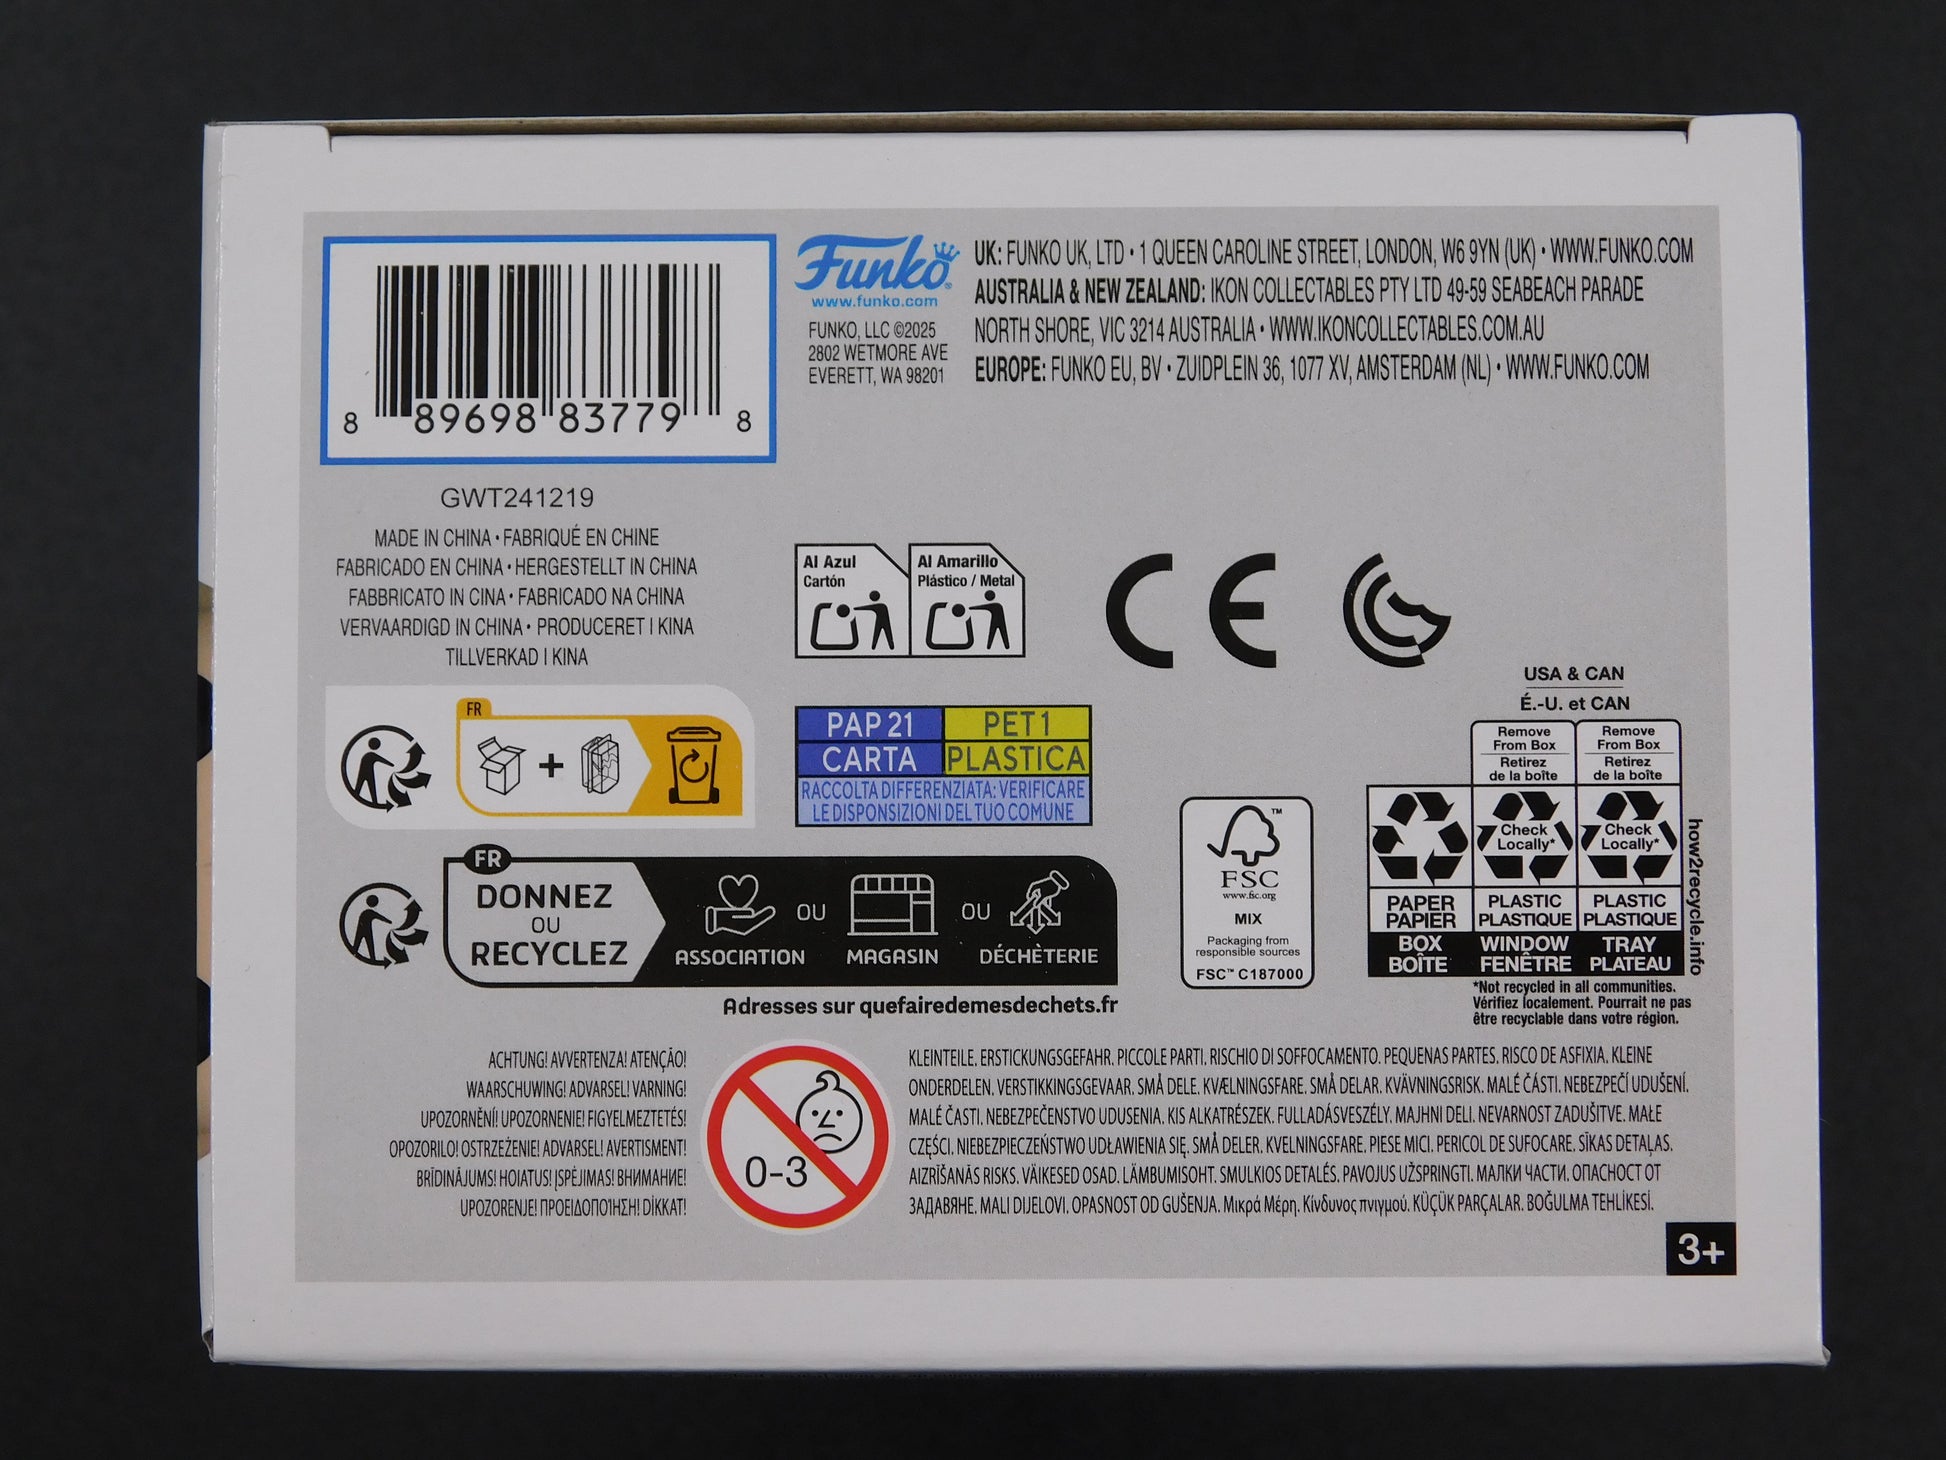 8 89698 83779 8
GWT241219
MADE IN CHINA • FABRIQUÉ EN CHINE
FABRICADO EN CHINA • HERGESTELLT IN CHINA
FABBRICATO IN CINA • FABRICADO NA CHINA
VERVAARDIGD IN CHINA • PRODUCERET I KINA
TILLVERKAD I KINA
Funko®
www.funko.com
FUNKO, LLC ©2025
2802 WETMORE AVE
EVERETT, WA 98201
UK: FUNKO UK, LTD • 1 QUEEN CAROLINE STREET, LONDON, W6 9YN (UK) • WWW.FUNKO.COM
AUSTRALIA & NEW ZEALAND: IKON COLLECTABLES PTY LTD 49-59 SEABEACH PARADE
NORTH SHORE, VIC 3214 AUSTRALIA • WWW.IKONCOLLECTABLES.COM.AU
EUROPE: FUNKO EU, BV • ZUIDPLEIN 36, 1077 XV, AMSTERDAM (NL) • WWW.FUNKO.COM
Al Azul
Cartón
Al Amarillo
Plástico / Metal
CE
FR
+
PAP 21
CARTA
PET 1
PLASTICA
RACCOLTA DIFFERENZIATA: VERIFICARE
LE DISPONSIZIONI DEL TUO COMUNE
FR
DONNEZ
OU
RECYCLEZ
ASSOCIATION
OU
MAGASIN
OU
DÉCHÈTERIE
Adresses sur quefairedemesdechets.fr
FSC™
www.fsc.org
MIX
Packaging from
responsible sources
FSC™ C187000
USA & CAN
É.-U. et CAN
Remove
From Box
Retirez
de la boîte
Remove
From Box
Retirez
de la boîte
Check
Locally*
Check
Locally*
PAPER
PAPIER
BOX
BOÎTE
PLASTIC
PLASTIQUE
WINDOW
FENÊTRE
PLASTIC
PLASTIQUE
TRAY
PLATEAU
how2recycle.info
*Not recycled in all communities.
Vérifiez localement. Pourrait ne pas
être recyclable dans votre région.
ACHTUNG! AVVERTENZA! ATENÇÃO!
WAARSCHUWING! ADVARSEL! VARNING!
UPOZORNĚNÍ! UPOZORNENIE! FIGYELMEZTETÉS!
OPOZORILO! OSTRZEŻENIE! ADVARSEL! AVERTISMENT!
BRĪDINĀJUMS! HOIATUS! ĮSPĖJIMAS! ВНИМАНИЕ!
UPOZORENJE! ΠΡΟΕΙΔΟΠΟΊΗΣΗ! DİKKAT!
0-3
KLEINTEILE. ERSTICKUNGSGEFAHR. PICCOLE PARTI. RISCHIO DI SOFFOCAMENTO. PEQUENAS PARTES. RISCO DE ASFIXIA. KLEINE
ONDERDELEN. VERSTIKKINGSGEVAAR. SMÅ DELE. KVÆLNINGSFARE. SMÅ DELAR. KVÄVNINGSRISK. MALÉ ČÁSTI. NEBEZPEČÍ UDUŠENÍ.
MALÉ ČASTI. NEBEZPEČENSTVO UDUSENIA. KIS ALKATRÉSZEK. FULLADÁSVESZÉLY. MAJHNI DELI. NEVARNOST ZADUŠITVE. MAŁE
CZĘŚCI. NIEBEZPIECZEŃSTWO UDŁAWIENIA SIĘ. SMÅ DELER. KVELNINGSFARE. PIESE MICI. PERICOL DE SUFOCARE. SĪKAS DETAĻAS.
AIZRĪŠANĀS RISKS. VÄIKESED OSAD. LÄMBUMISOHT. SMULKIOS DETALĖS. PAVOJUS UŽSPRINGTI. МАЛКИ ЧАСТИ. ОПАСНОСТ ОТ
ЗАДАВЯНЕ. MALI DIJELOVI. OPASNOST OD GUŠENJA. Μικρά Μέρη. Κίνδυνος πνιγμού. KÜÇÜK PARÇALAR. BOĞULMA TEHLİKESİ.
3+